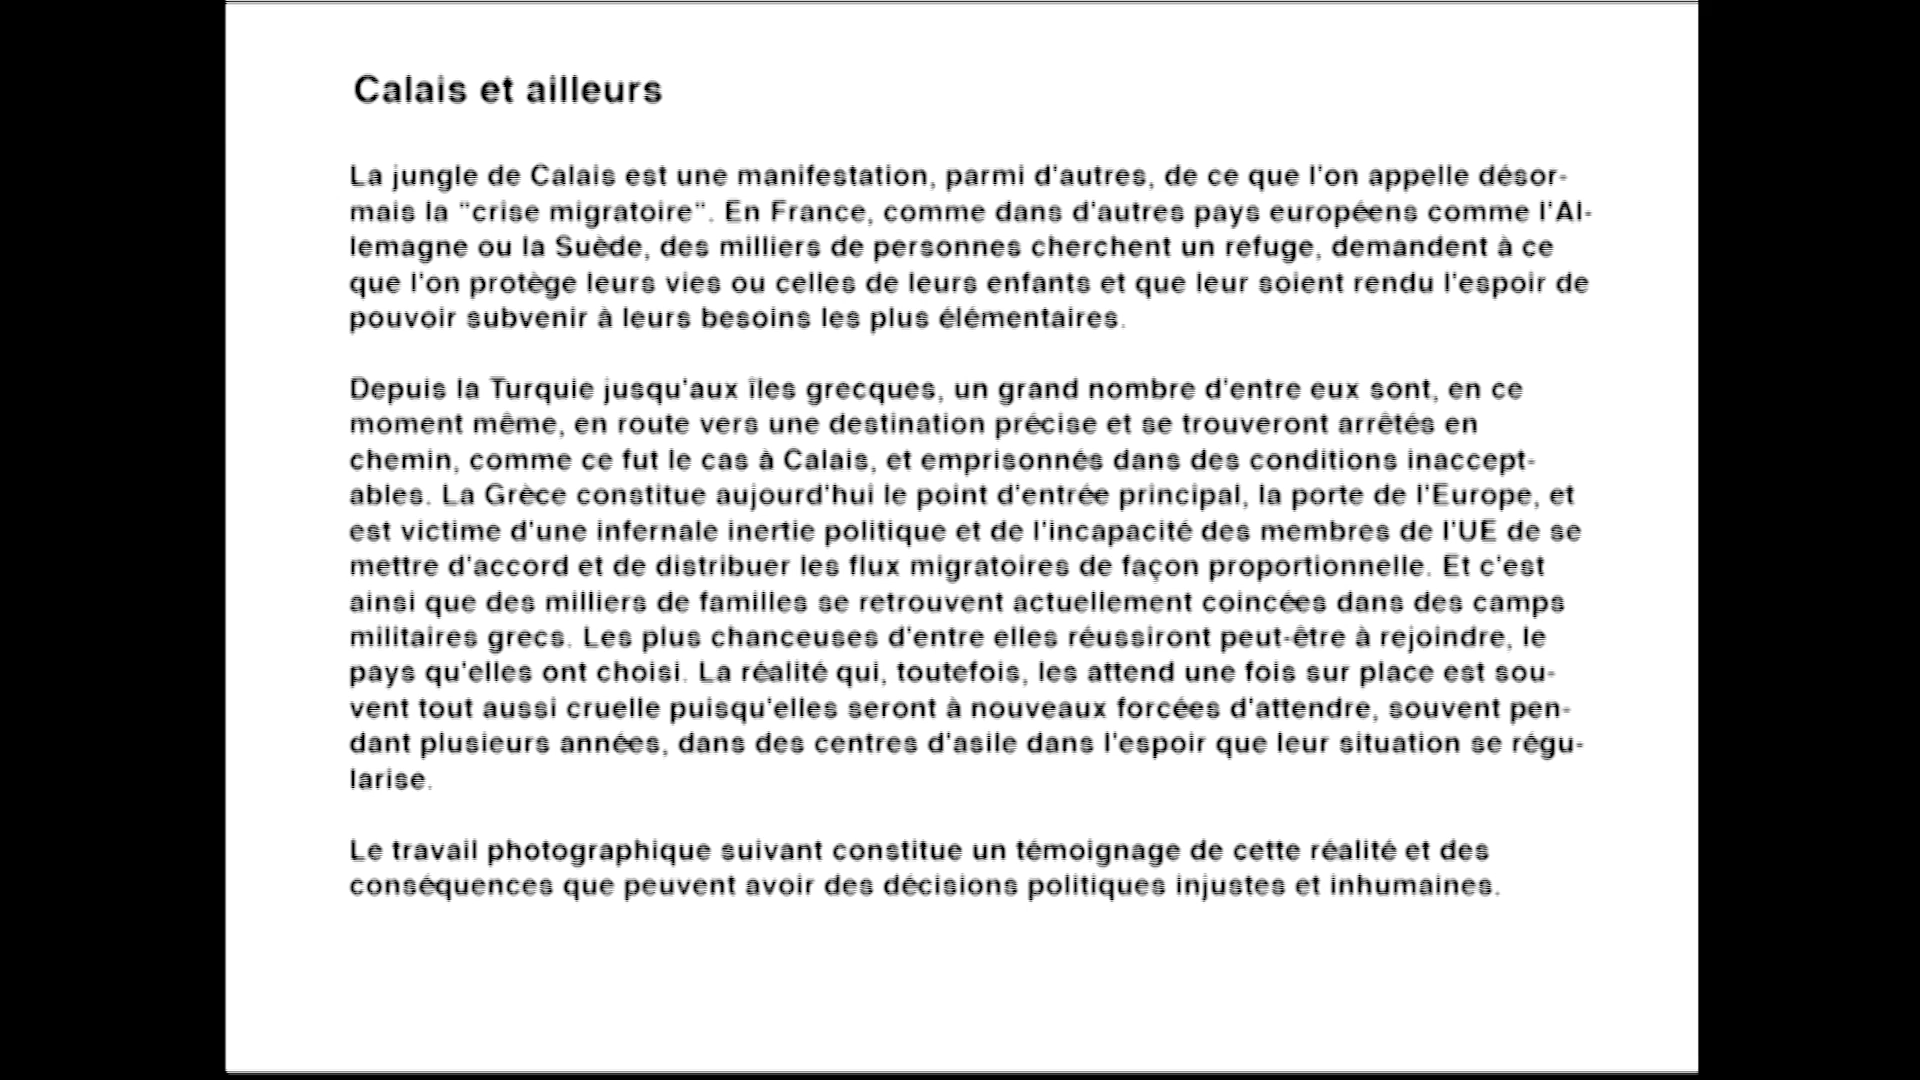 Calais et ailleurs
La jungle de Calais est une manifestation, parmi d'autres, de ce que l'on appelle désor-
mais la "crise migratoire". En France, comme dans d'autres pays européens comme l'Al-
lemagne ou la Suède, des milliers de personnes cherchent un refuge, demandent à ce
que l'on protège leurs vies ou celles de leurs enfants et que leur soient rendu l'espoir de
pouvoir subvenir à leurs besoins les plus élémentaires.
Depuis la Turquie jusqu'aux îles grecques, un grand nombre d'entre eux sont, en ce
moment même, en route vers une destination précise et se trouveront arrêtés en
chemin, comme ce fut le cas à Calais, et emprisonnés dans des conditions inaccept-
ables. La Grèce constitue aujourd'hui le point d'entrée principal, la porte de l'Europe, et
est victime d'une infernale inertie politique et de l'incapacité des membres de l'UE de se
mettre d'accord et de distribuer les flux migratoires de façon proportionnelle. Et c'est
ainsi que des milliers de familles se retrouvent actuellement coincées dans des camps
militaires grecs. Les plus chanceuses d'entre elles réussiront peut-être à rejoindre, le
pays qu'elles ont choisi. La réalité qui, toutefois, les attend une fois sur place est sou-
vent tout aussi cruelle puisqu'elles seront à nouveaux forcées d'attendre, souvent pen-
dant plusieurs années, dans des centres d'asile dans l'espoir que leur situation se régu-
larise.
Le travail photographique suivant constitue un témoignage de cette réalité et des
conséquences que peuvent avoir des décisions politiques injustes et inhumaines.